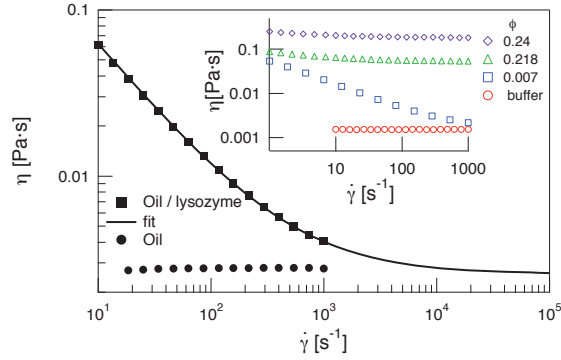 0.1
0.01
η [Pa·s]
Oil / lysozyme
fit
Oil
10¹ 10² 10³ 10⁴ 10⁵
γ̇ [s⁻¹]
0.1
0.01
0.001
η[Pa·s]
10 100 1000
γ̇ [s⁻¹]
ϕ
0.24
0.218
0.007
buffer